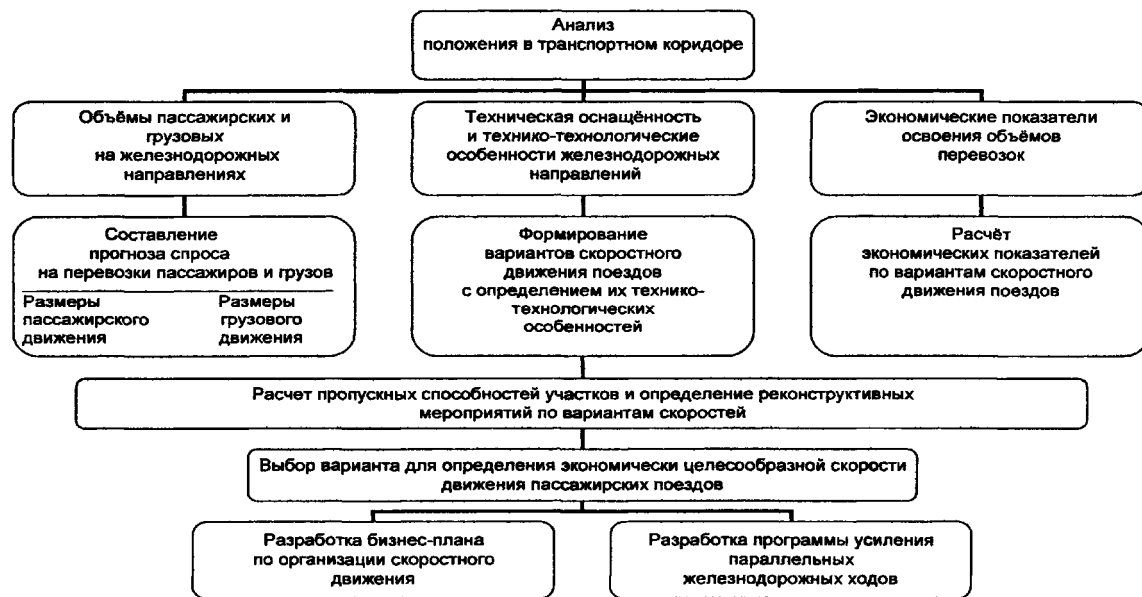 Анализ
положения в транспортном коридоре
Объёмы пассажирских и
грузовых
на железнодорожных
направлениях
Техническая оснащённость
и технико-технологические
особенности железнодорожных
направлений
Экономические показатели
освоения объёмов
перевозок
Составление
прогноза спроса
на перевозки пассажиров и грузов
Размеры
пассажирского
движения
Размеры
грузового
движения
Формирование
вариантов скоростного
движения поездов
с определением их технико-
технологических
особенностей
Расчёт
экономических показателей
по вариантам скоростного
движения поездов
Расчет пропускных способностей участков и определение реконструктивных
мероприятий по вариантам скоростей
Выбор варианта для определения экономически целесообразной скорости
движения пассажирских поездов
Разработка бизнес-плана
по организации скоростного
движения
Разработка программы усиления
параллельных
железнодорожных ходов